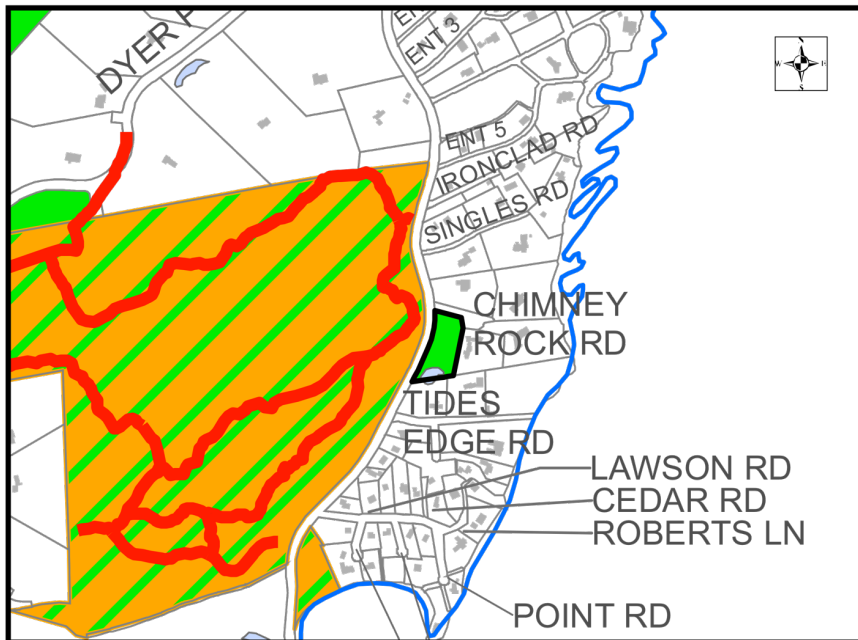 DYER P
EN
ENT 3
N
W E
S
ENT 5
IRONCLAD RD
SINGLES RD
CHIMNEY
ROCK RD
TIDES
EDGE RD
LAWSON RD
CEDAR RD
ROBERTS LN
POINT RD